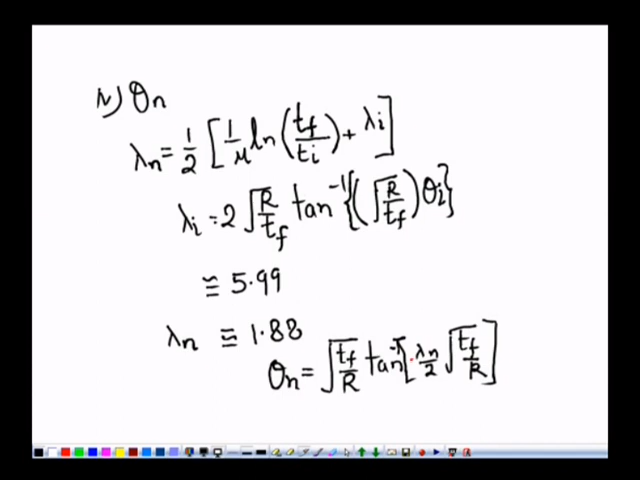 iv) θn
λn = 1/2 [ 1/μ ln (tf/ti) + λi ]
λi = 2 √(R/tf) tan⁻¹{(√(R/tf)) θi}
≅ 5.99
λn ≅ 1.88
θn = √(tf/R) tan[ λn/2 √(tf/R) ]